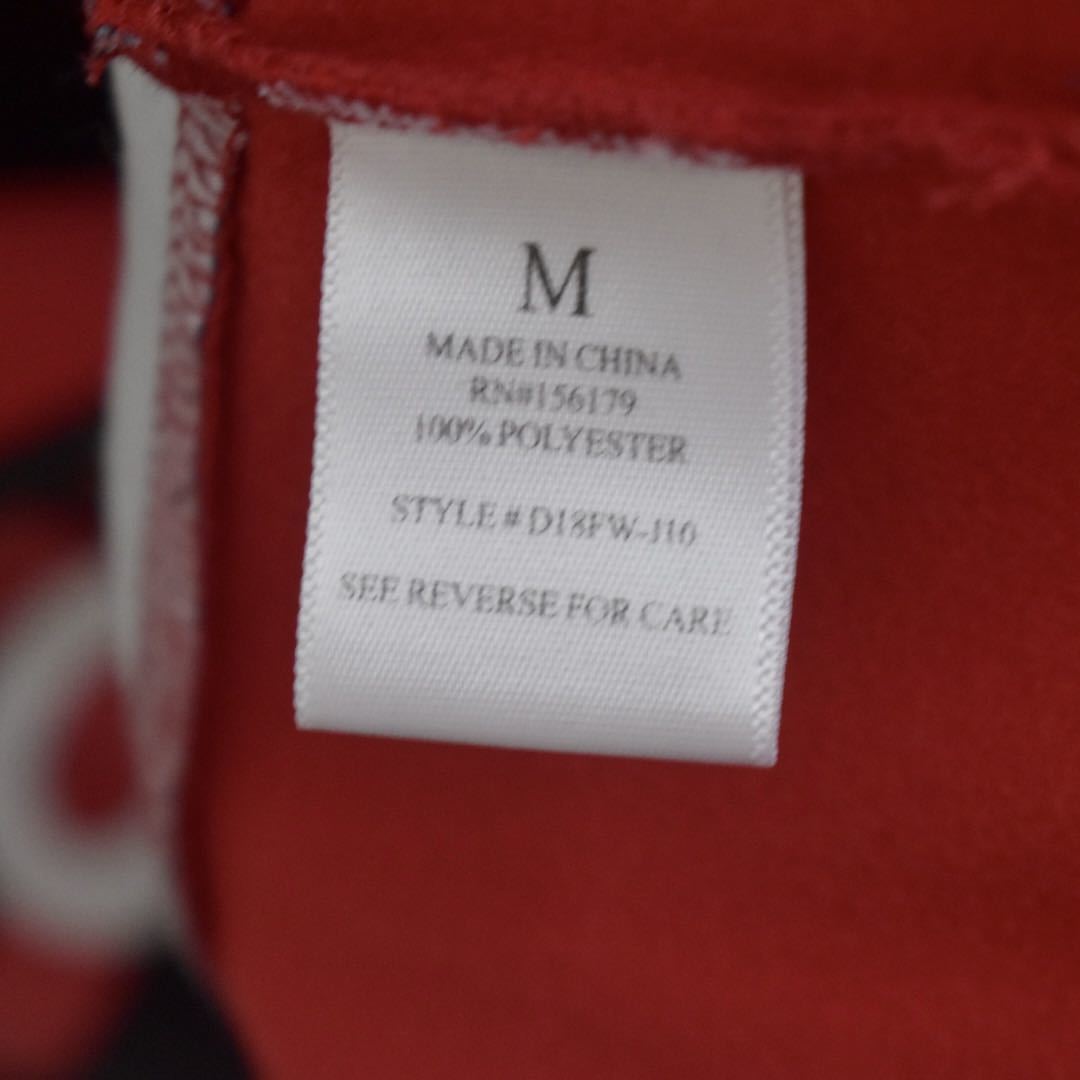 M
MADE IN CHINA
RN#156179
100% POLYESTER
STYLE # D18FW-J10
SEE REVERSE FOR CARE